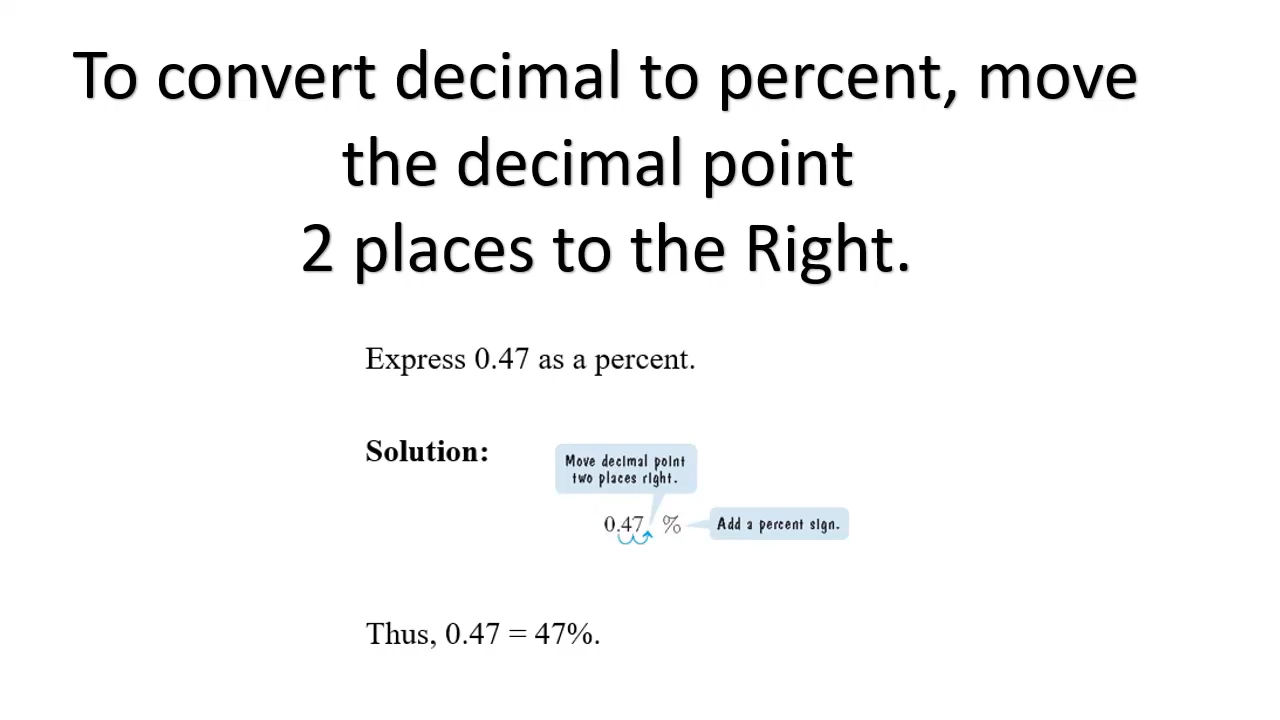 To convert decimal to percent, move
the decimal point
2 places to the Right.
Express 0.47 as a percent.
Solution:
Move decimal point
two places right.
0.47 %
Add a percent sign.
Thus, 0.47 = 47%.